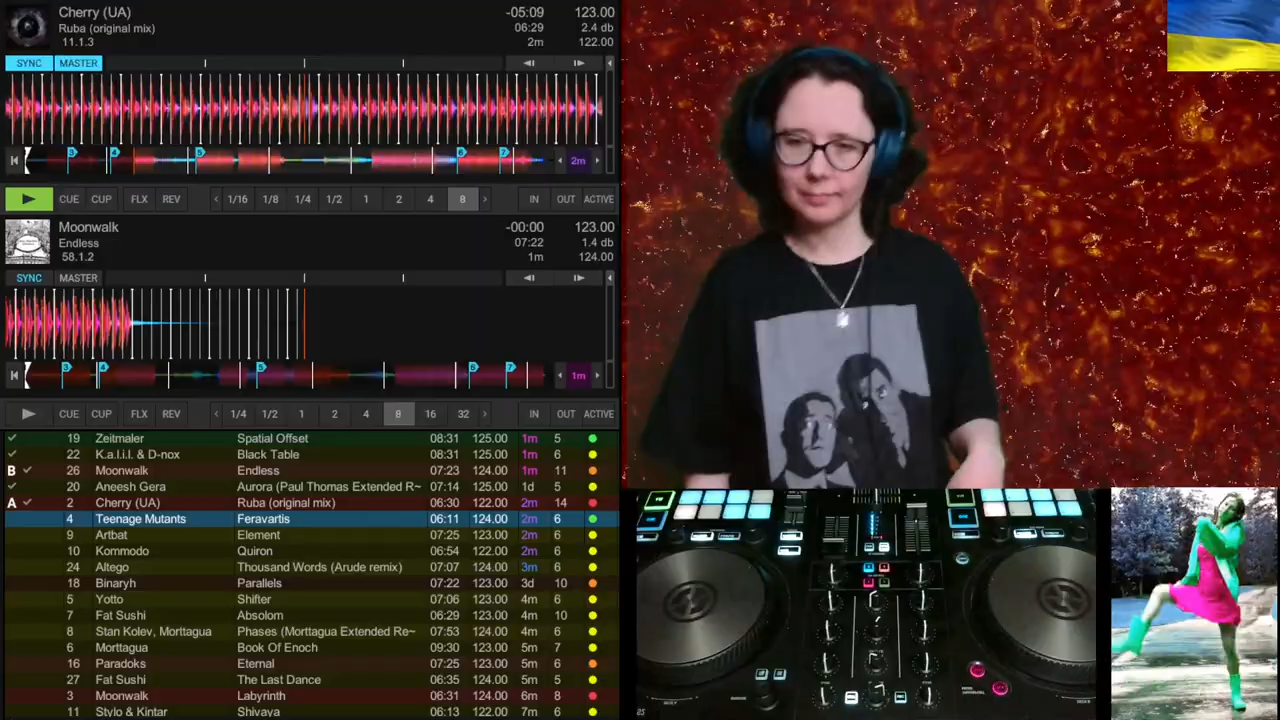 Cherry (UA) -05:09 123.00
Ruba (original mix) 06:29 2.4 db
11.1.3 2m 122.00
SYNC MASTER
3 4 5 6 7 2m
CUE CUP FLX REV 1/16 1/8 1/4 1/2 1 2 4 8 IN OUT ACTIVE
Moonwalk -00:00 123.00
Endless 07:22 1.4 db
58.1.2 1m 124.00
SYNC MASTER
3 4 5 6 7 1m
CUE CUP FLX REV 1/4 1/2 1 2 4 8 16 32 IN OUT ACTIVE
19 Zeitmaler Spatial Offset 08:31 125.00 1m 5
22 K.a.l.i.l. & D-nox Black Table 08:31 125.00 1m 6
B 26 Moonwalk Endless 07:23 124.00 1m 11
20 Aneesh Gera Aurora (Paul Thomas Extended R~ 07:14 125.00 1d 5
A 2 Cherry (UA) Ruba (original mix) 06:30 122.00 2m 14
4 Teenage Mutants Feravartis 06:11 124.00 2m 6
9 Artbat Element 07:25 123.00 2m 6
10 Kommodo Quiron 06:54 122.00 2m 6
24 Altego Thousand Words (Arude remix) 07:07 124.00 3m 6
18 Binaryh Parallels 07:22 123.00 3d 10
5 Yotto Shifter 07:06 123.00 4m 6
7 Fat Sushi Absolom 06:29 123.00 4m 10
8 Stan Kolev, Morttagua Phases (Morttagua Extended Re~ 07:53 124.00 4m 6
6 Morttagua Book Of Enoch 09:30 123.00 5m 7
16 Paradoks Eternal 07:25 123.00 5m 6
27 Fat Sushi The Last Dance 06:35 124.00 5m 5
3 Moonwalk Labyrinth 06:31 124.00 6m 8
11 Stylo & Kintar Shivaya 06:13 122.00 7m 6